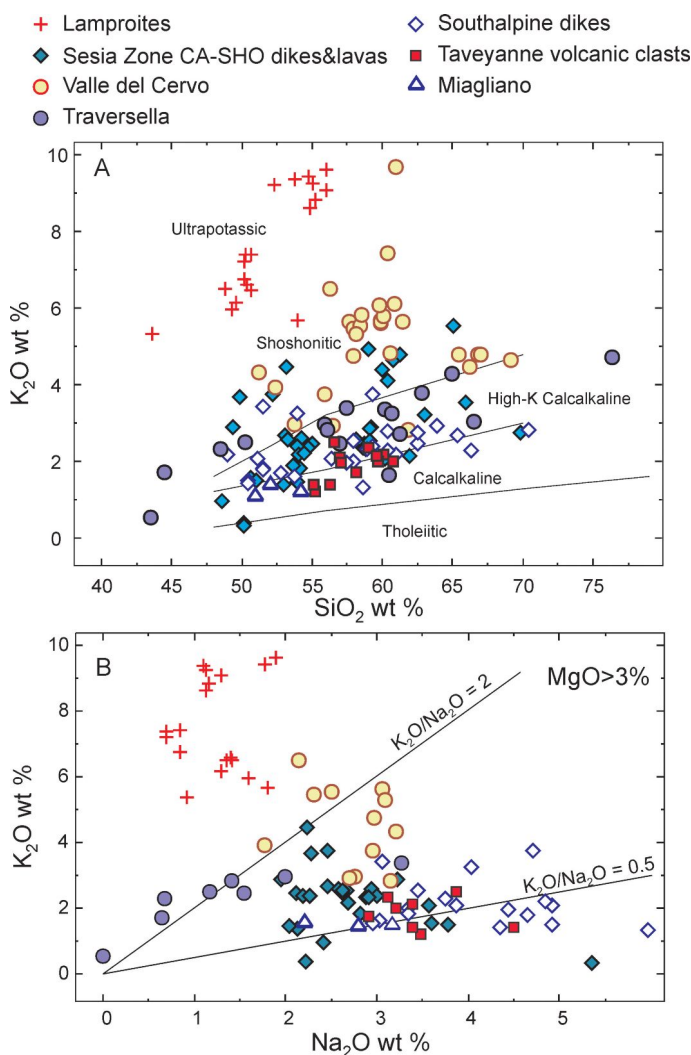 Lamproites
Southalpine dikes
Sesia Zone CA-SHO dikes&lavas
Taveyanne volcanic clasts
Valle del Cervo
Miagliano
Traversella
A
10
8
6
4
2
0
K2O wt %
Ultrapotassic
Shoshonitic
High-K Calcalkaline
Calcalkaline
Tholeiitic
40 45 50 55 60 65 70 75
SiO2 wt %
B
MgO>3%
10
8
6
4
2
0
K2O wt %
K2O/Na2O = 2
K2O/Na2O = 0.5
0 1 2 3 4 5
Na2O wt %